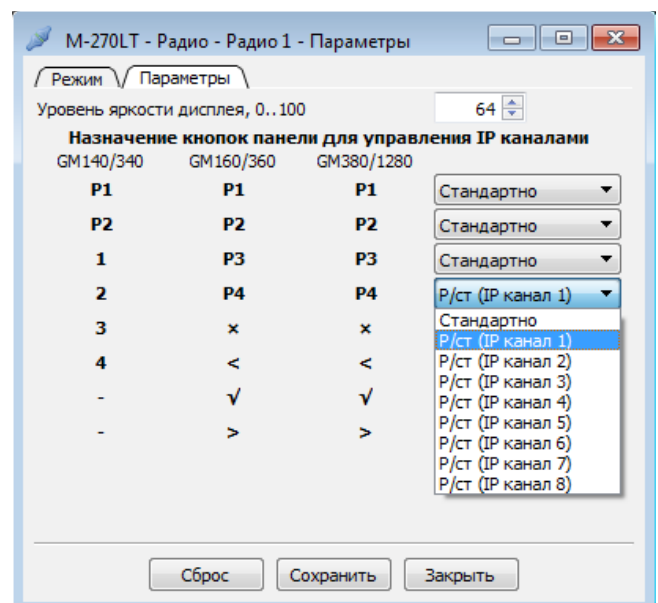 M-270LT - Радио - Радио 1 - Параметры
Режим Параметры
Уровень яркости дисплея, 0..100 64
Назначение кнопок панели для управления IP каналами
GM140/340 GM160/360 GM380/1280
P1 P1 P1 Стандартно
P2 P2 P2 Стандартно
1 P3 P3 Стандартно
2 P4 P4 Р/ст (IP канал 1)
3 × × Стандартно
Р/ст (IP канал 1)
4 < < Р/ст (IP канал 2)
Р/ст (IP канал 3)
- √ √ Р/ст (IP канал 4)
Р/ст (IP канал 5)
- > > Р/ст (IP канал 6)
Р/ст (IP канал 7)
Р/ст (IP канал 8)
Сброс Сохранить Закрыть